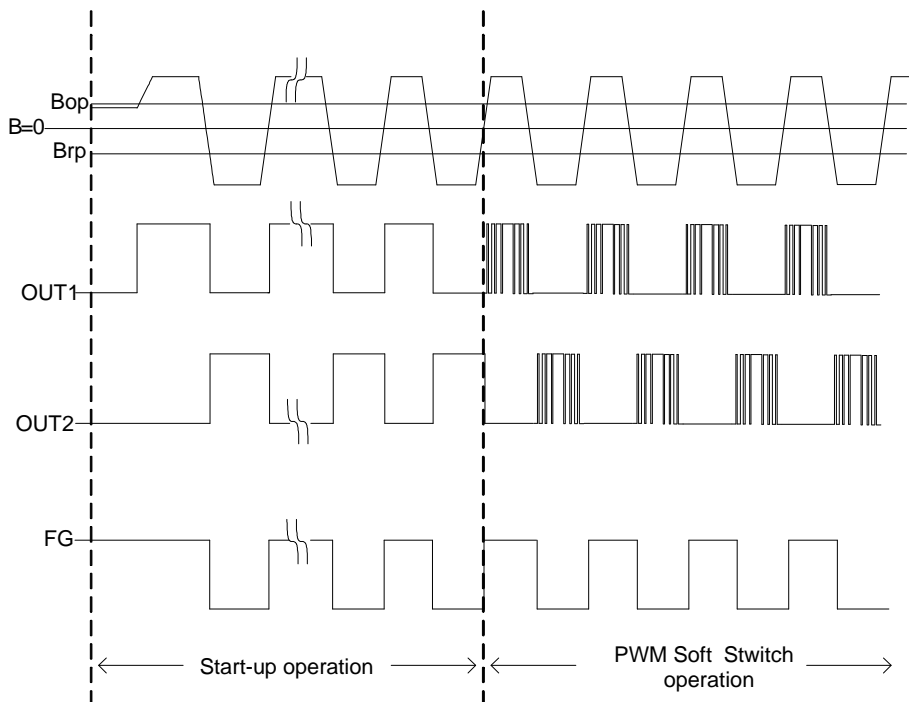 Bop
B=0
Brp
OUT1
OUT2
FG
Start-up operation
PWM Soft Stwitch
operation